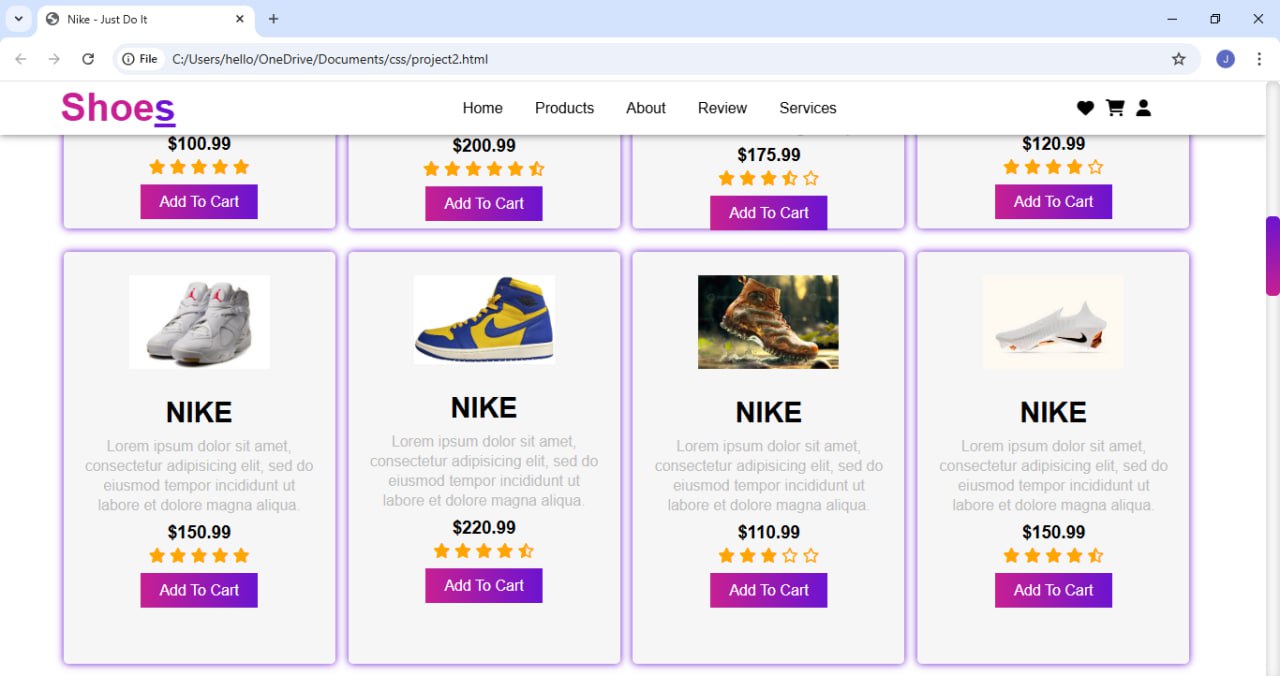 Nike - Just Do It
File
C:/Users/hello/OneDrive/Documents/css/project2.html
J
Shoes
Home
Products
About
Review
Services
$100.99
$200.99
$175.99
$120.99
Add To Cart
Add To Cart
Add To Cart
Add To Cart
NIKE
Lorem ipsum dolor sit amet,
consectetur adipisicing elit, sed do
eiusmod tempor incididunt ut
labore et dolore magna aliqua.
$150.99
Add To Cart
NIKE
Lorem ipsum dolor sit amet,
consectetur adipisicing elit, sed do
eiusmod tempor incididunt ut
labore et dolore magna aliqua.
$220.99
Add To Cart
NIKE
Lorem ipsum dolor sit amet,
consectetur adipisicing elit, sed do
eiusmod tempor incididunt ut
labore et dolore magna aliqua.
$110.99
Add To Cart
NIKE
Lorem ipsum dolor sit amet,
consectetur adipisicing elit, sed do
eiusmod tempor incididunt ut
labore et dolore magna aliqua.
$150.99
Add To Cart